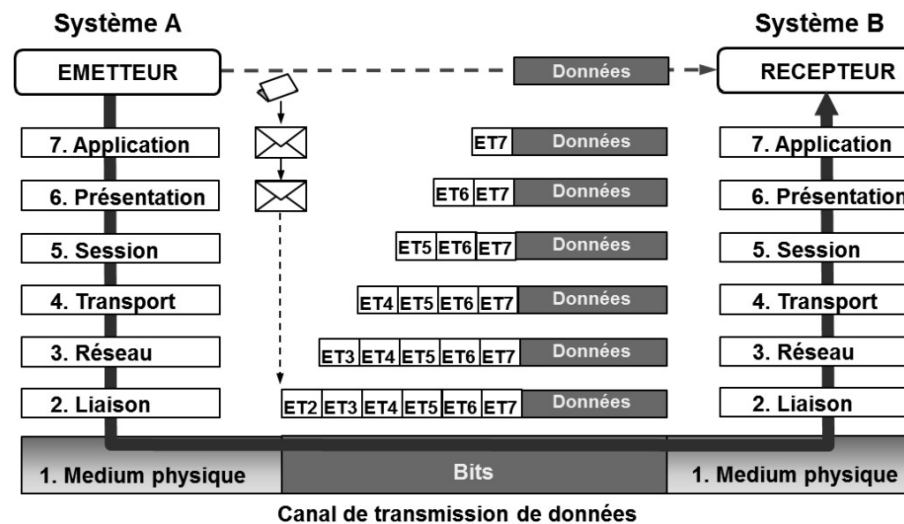 Système A Système B
EMETTEUR Données RECEPTEUR
7. Application ET7 Données 7. Application
6. Présentation ET6 ET7 Données 6. Présentation
5. Session ET5 ET6 ET7 Données 5. Session
4. Transport ET4 ET5 ET6 ET7 Données 4. Transport
3. Réseau ET3 ET4 ET5 ET6 ET7 Données 3. Réseau
2. Liaison ET2 ET3 ET4 ET5 ET6 ET7 Données 2. Liaison
1. Medium physique Bits 1. Medium physique
Canal de transmission de données